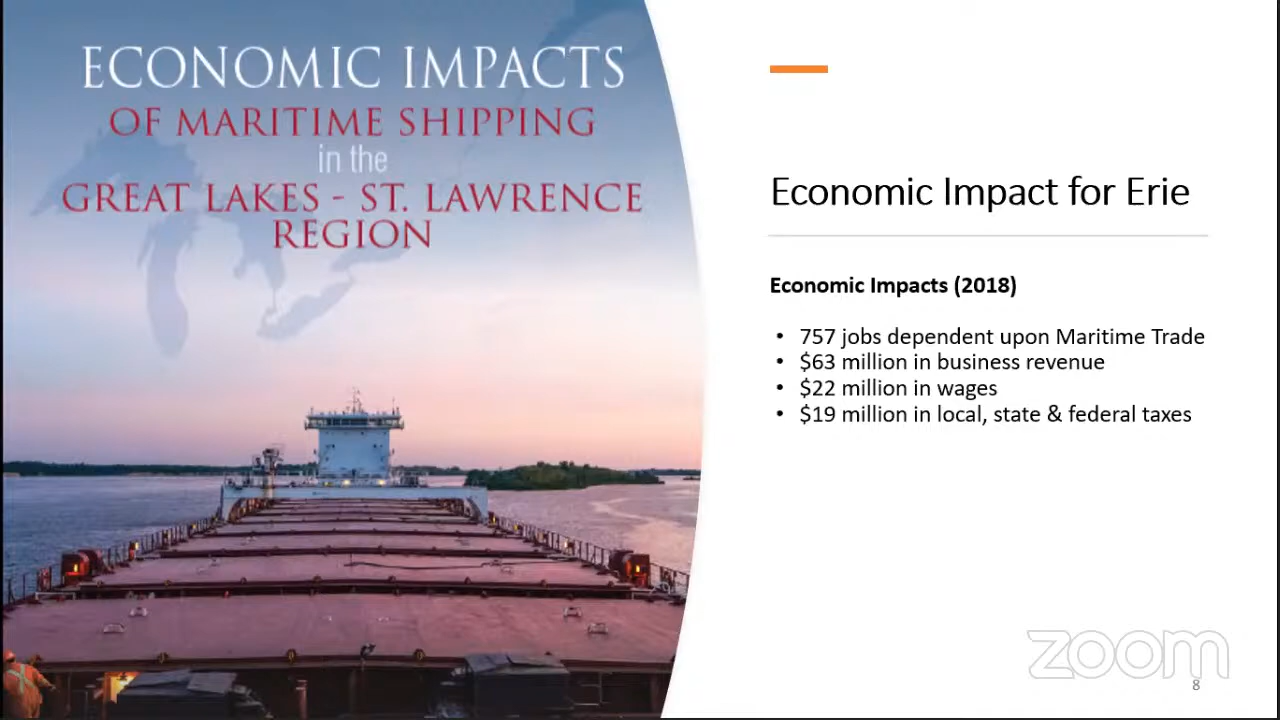 ECONOMIC IMPACTS
OF MARITIME SHIPPING
in the
GREAT LAKES - ST. LAWRENCE
REGION
Economic Impact for Erie
Economic Impacts (2018)
• 757 jobs dependent upon Maritime Trade
• $63 million in business revenue
• $22 million in wages
• $19 million in local, state & federal taxes
zoom
8